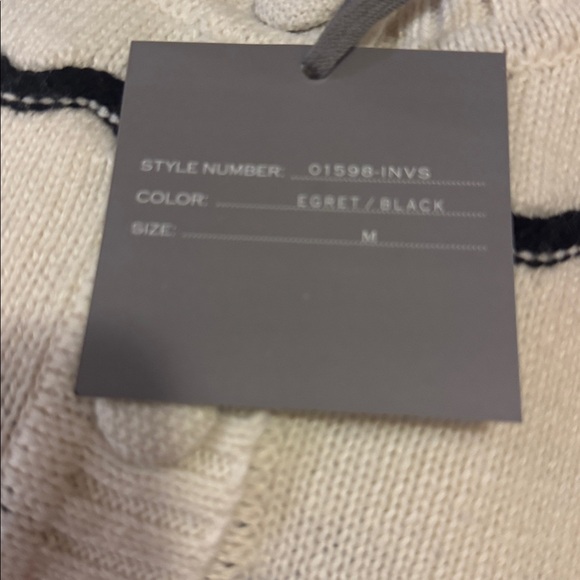 STYLE NUMBER: 01598-INVS
COLOR: EGRET/BLACK
SIZE: M